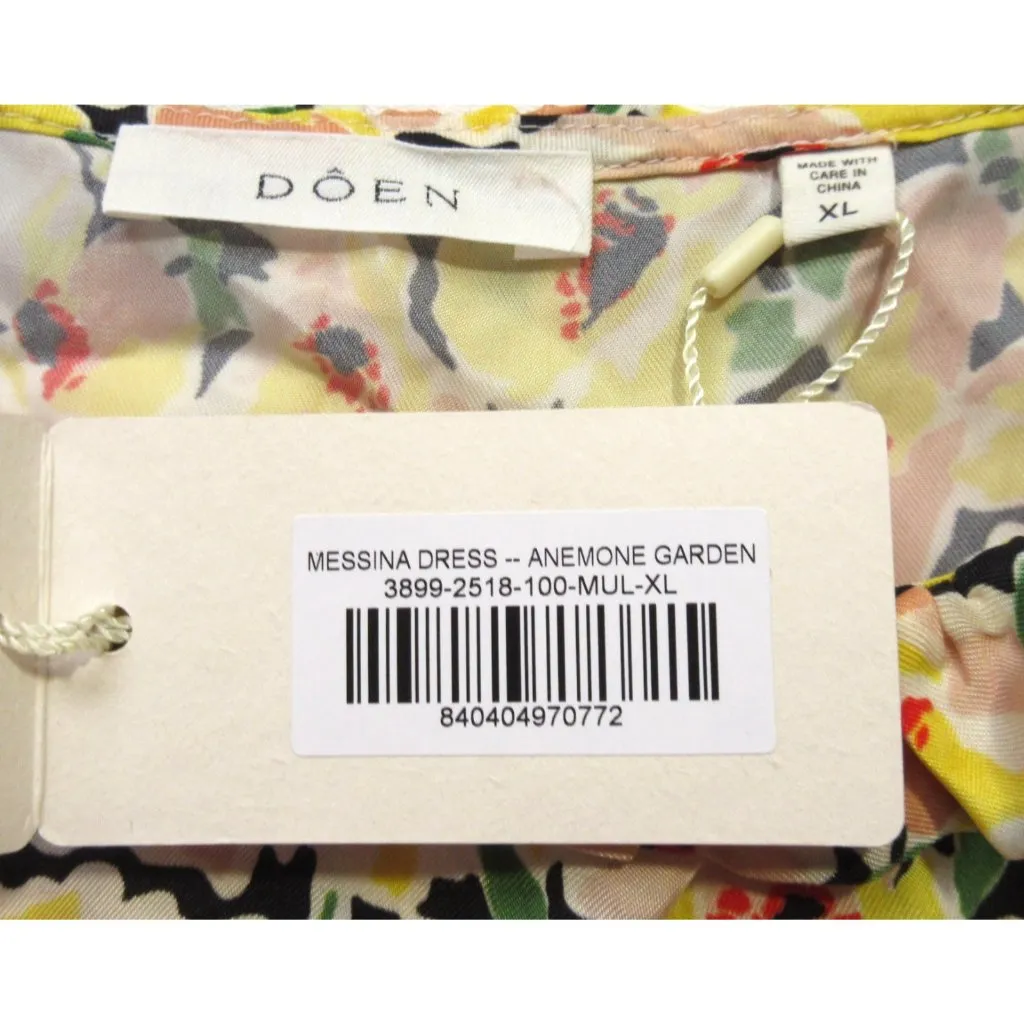 DÔEN
MADE WITH
CARE IN
CHINA
XL
MESSINA DRESS -- ANEMONE GARDEN
3899-2518-100-MUL-XL
840404970772